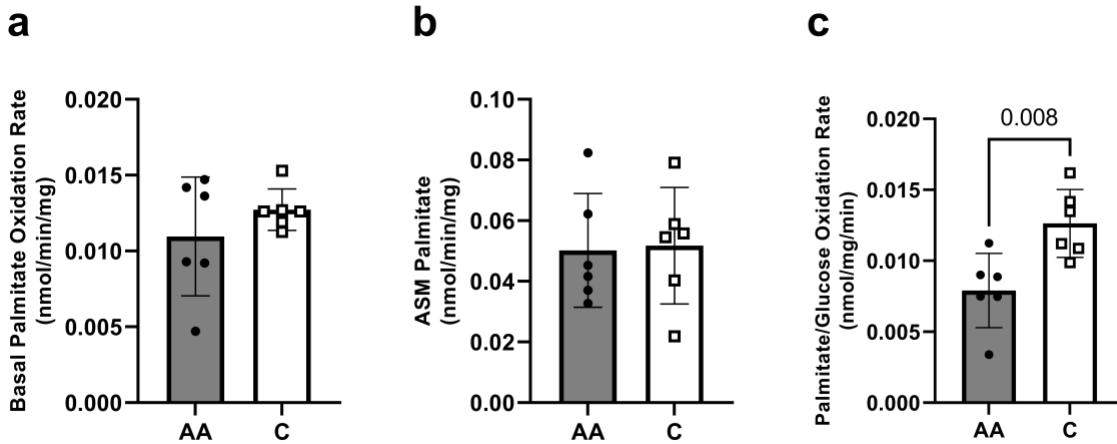 a
Basal Palmitate Oxidation Rate
(nmol/min/mg)
0.020
0.015
0.010
0.005
0.000
AA C
b
ASM Palmitate
(nmol/min/mg)
0.10
0.08
0.06
0.04
0.02
0.00
AA C
c
Palmitate/Glucose Oxidation Rate
(nmol/mg/min)
0.020
0.015
0.010
0.005
0.000
0.008
AA C